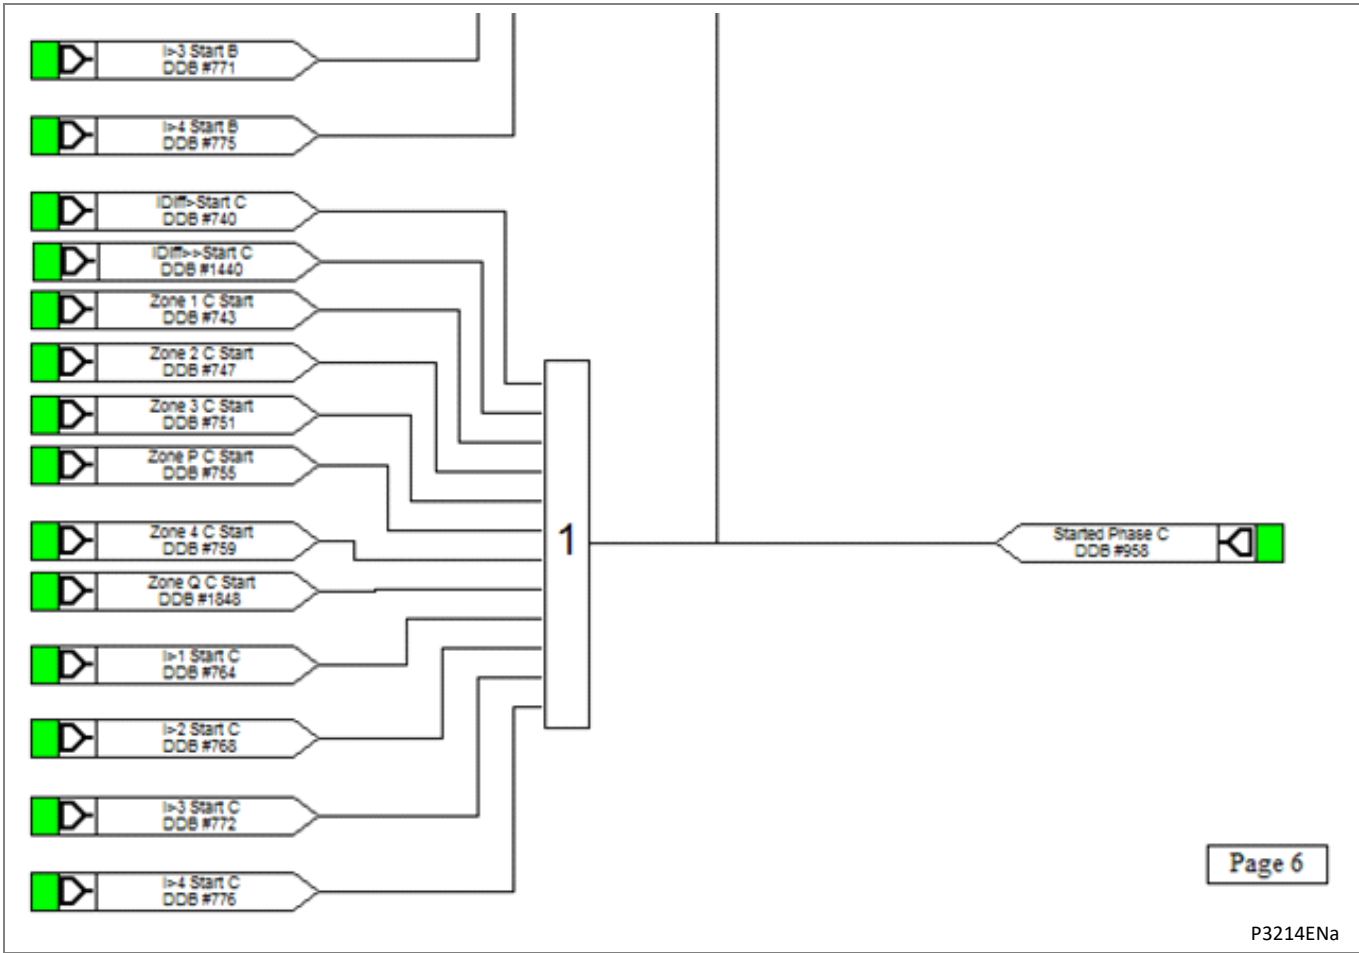 I>3 Start B
DDB #771
I>4 Start B
DDB #775
IDiff>Start C
DDB #740
IDiff>>Start C
DDB #1440
Zone 1 C Start
DDB #743
Zone 2 C Start
DDB #747
Zone 3 C Start
DDB #751
Zone P C Start
DDB #755
Zone 4 C Start
DDB #759
Zone Q C Start
DDB #1848
I>1 Start C
DDB #764
I>2 Start C
DDB #768
I>3 Start C
DDB #772
I>4 Start C
DDB #776
1
Started Phase C
DDB #958
Page 6
P3214ENa